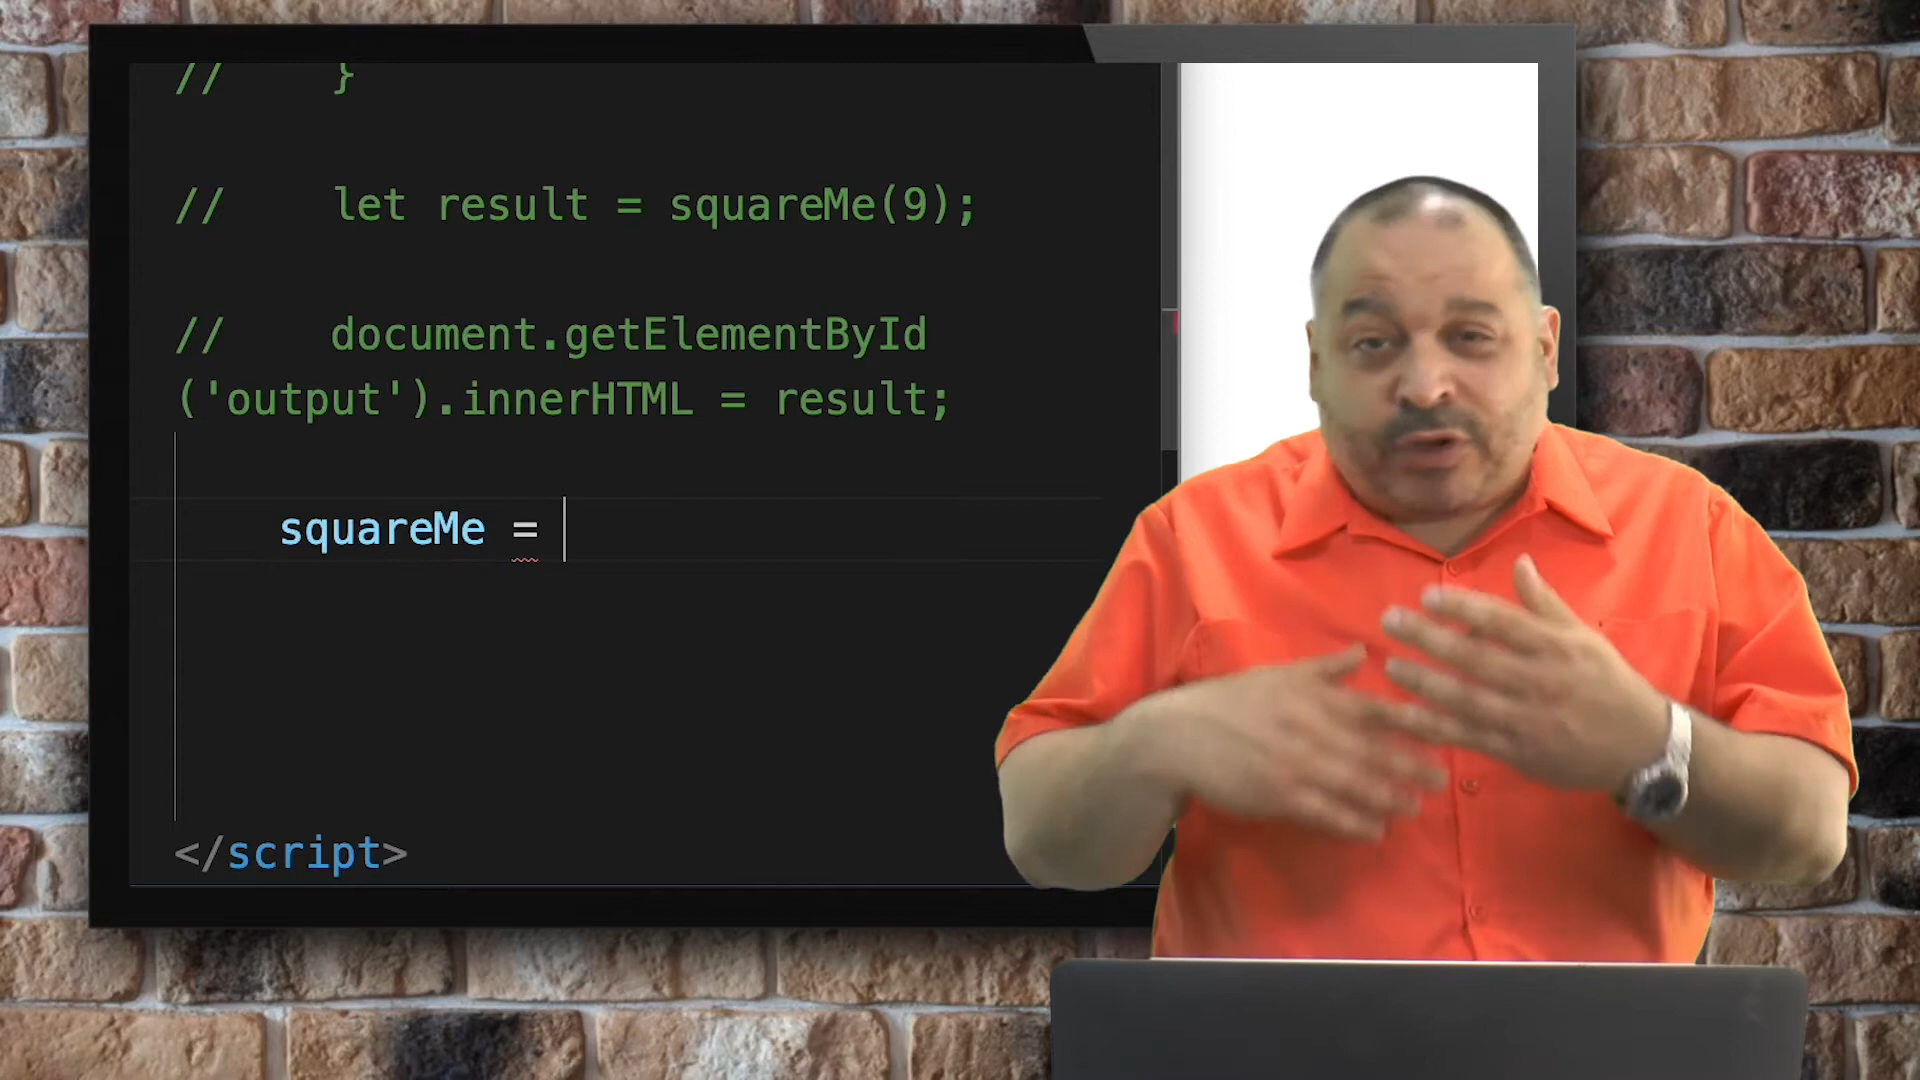 // }
// let result = squareMe(9);
// document.getElementById
('output').innerHTML = result;
squareMe =
</script>